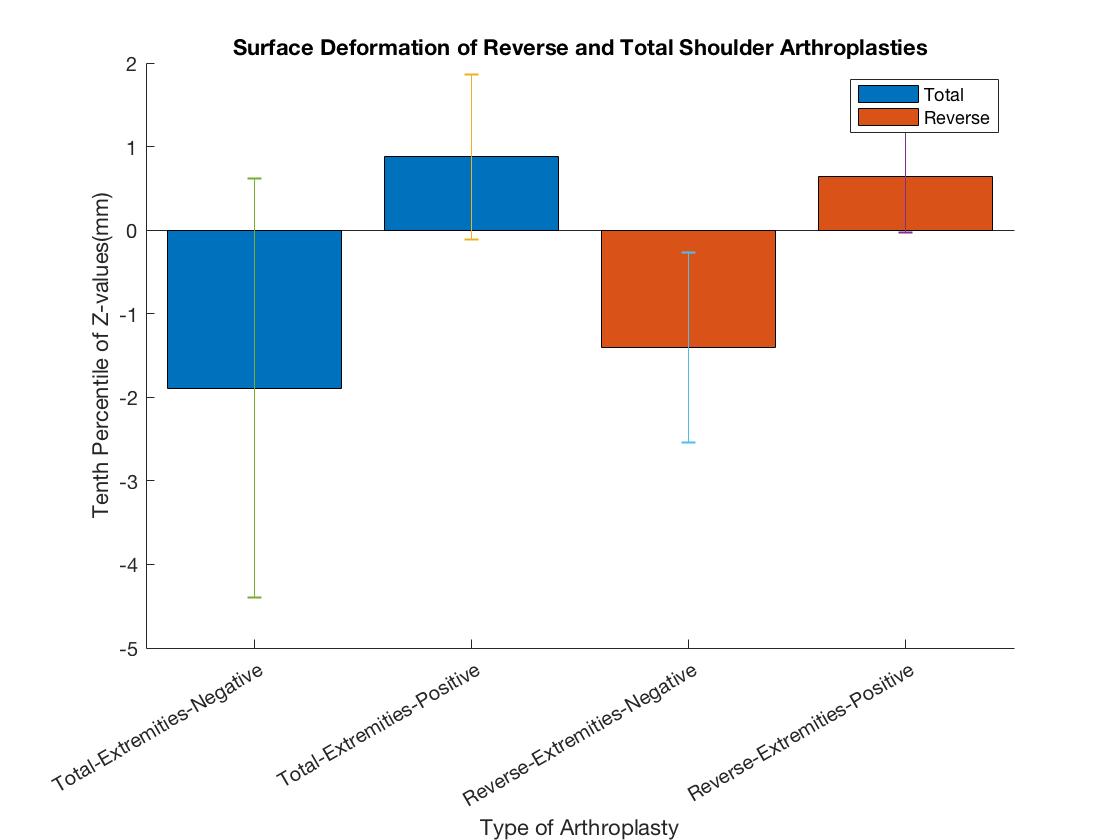 Surface Deformation of Reverse and Total Shoulder Arthroplasties
Total
Reverse
2
1
0
-1
-2
-3
-4
-5
Tenth Percentile of Z-values(mm)
Total-Extremities-Negative
Total-Extremities-Positive
Reverse-Extremities-Negative
Reverse-Extremities-Positive
Type of Arthroplasty